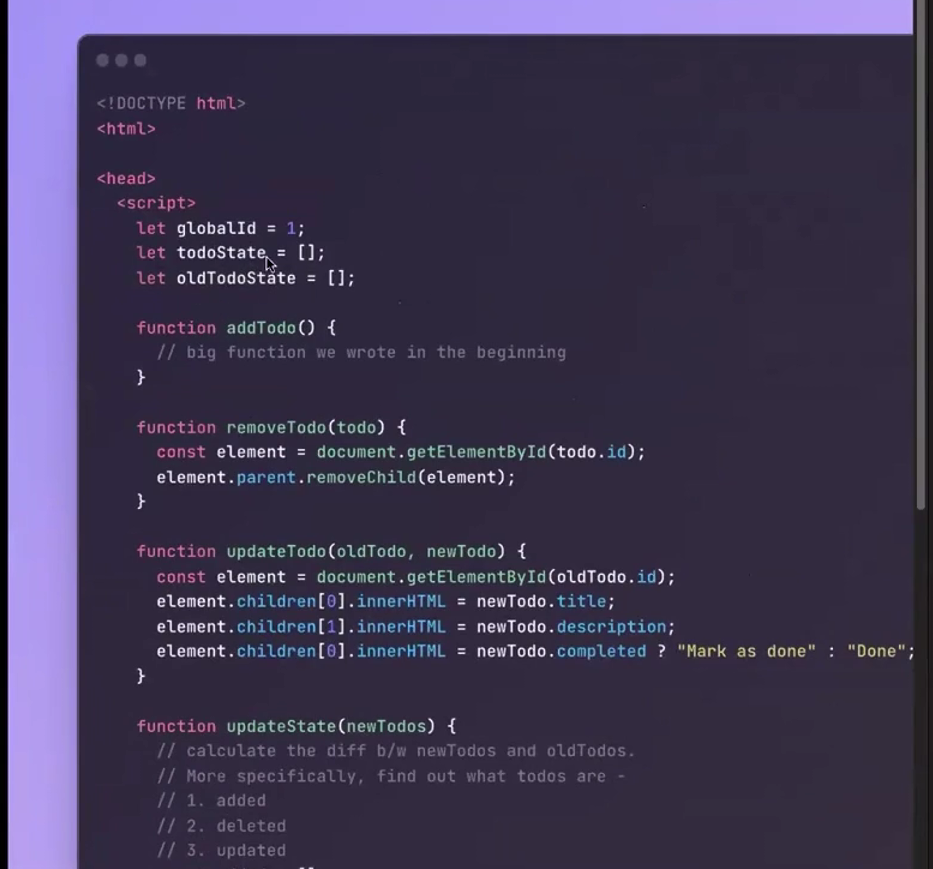 <!DOCTYPE html>
<html>
<head>
<script>
let globalId = 1;
let todoState = [];
let oldTodoState = [];
function addTodo() {
// big function we wrote in the beginning
}
function removeTodo(todo) {
const element = document.getElementById(todo.id);
element.parent.removeChild(element);
}
function updateTodo(oldTodo, newTodo) {
const element = document.getElementById(oldTodo.id);
element.children[0].innerHTML = newTodo.title;
element.children[1].innerHTML = newTodo.description;
element.children[0].innerHTML = newTodo.completed ? "Mark as done" : "Done";
}
function updateState(newTodos) {
// calculate the diff b/w newTodos and oldTodos.
// More specifically, find out what todos are -
// 1. added
// 2. deleted
// 3. updated